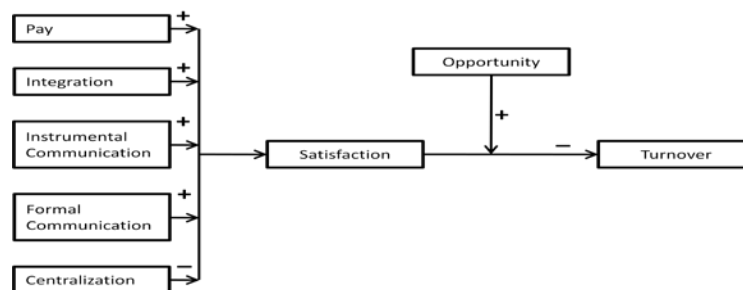 Pay
+
Integration
+
Instrumental
Communication
+
Formal
Communication
+
Centralization
−
Satisfaction
Opportunity
+
−
Turnover